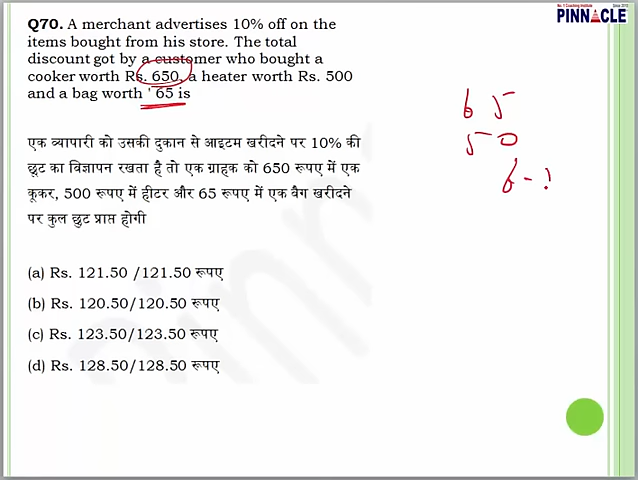 No. 1 Coaching Institute Since 2010
PINNACLE
Q70. A merchant advertises 10% off on the
items bought from his store. The total
discount got by a customer who bought a
cooker worth Rs. 650, a heater worth Rs. 500
and a bag worth ' 65 is
एक व्यापारी को उसकी दुकान से आइटम खरीदने पर 10% की
छूट का विज्ञापन रखता है तो एक ग्राहक को 650 रूपए में एक
कूकर, 500 रूपए में हीटर और 65 रूपए में एक बैग खरीदने
पर कुल छुट प्राप्त होगी
(a) Rs. 121.50 /121.50 रूपए
(b) Rs. 120.50/120.50 रूपए
(c) Rs. 123.50/123.50 रूपए
(d) Rs. 128.50/128.50 रूपए
65
50
6-